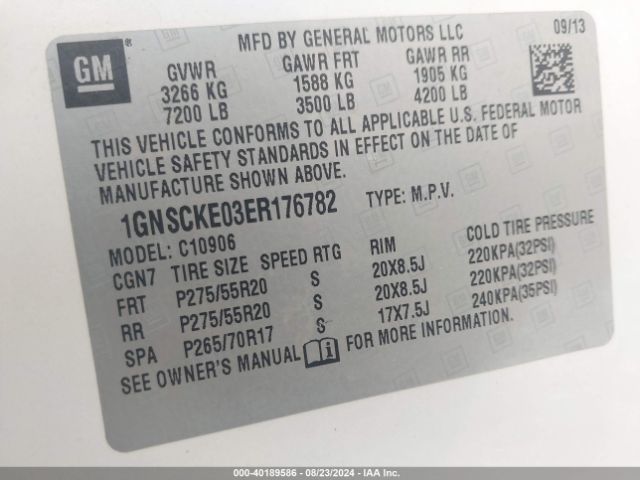 GM ®
MFD BY GENERAL MOTORS LLC 09/13
GVWR GAWR FRT GAWR RR
3266 KG 1588 KG 1905 KG
7200 LB 3500 LB 4200 LB
THIS VEHICLE CONFORMS TO ALL APPLICABLE U.S. FEDERAL MOTOR
VEHICLE SAFETY STANDARDS IN EFFECT ON THE DATE OF
MANUFACTURE SHOWN ABOVE.
1GNSCKE03ER176782 TYPE: M.P.V.
MODEL: C10906
CGN7 TIRE SIZE SPEED RTG RIM COLD TIRE PRESSURE
FRT P275/55R20 S 20X8.5J 220KPA(32PSI)
RR P275/55R20 S 20X8.5J 220KPA(32PSI)
SPA P265/70R17 S 17X7.5J 240KPA(35PSI)
SEE OWNER'S MANUAL FOR MORE INFORMATION.
000-40189586 - 08/23/2024 - IAA Inc.